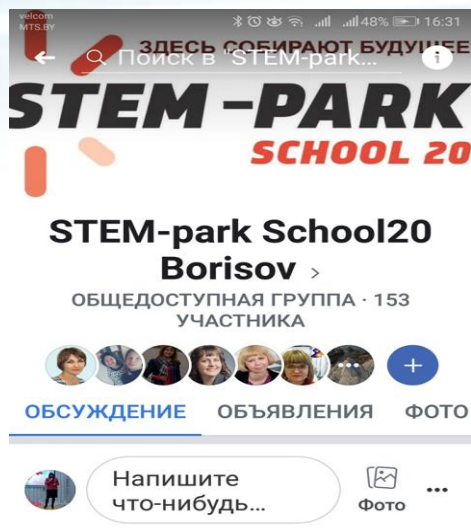 velcom
MTS.BY
48% 16:31
ЗДЕСЬ СОБИРАЮТ БУДУЩЕЕ
Поиск в "STEM-park...
STEM-PARK
SCHOOL 20
STEM-park School20
Borisov >
ОБЩЕДОСТУПНАЯ ГРУППА · 153
УЧАСТНИКА
ОБСУЖДЕНИЕ ОБЪЯВЛЕНИЯ ФОТО
Напишите
что-нибудь...
Фото